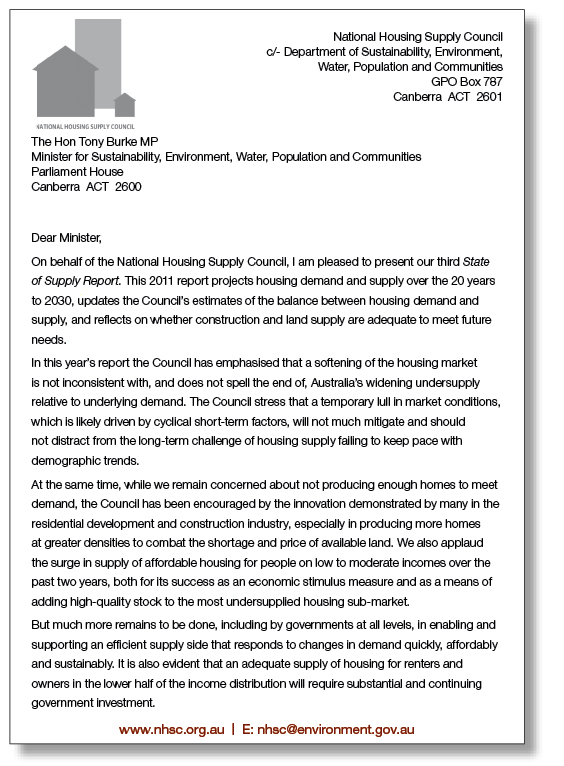 National Housing Supply Council
c/- Department of Sustainability, Environment,
Water, Population and Communities
GPO Box 787
Canberra ACT 2601
NATIONAL HOUSING SUPPLY COUNCIL
The Hon Tony Burke MP
Minister for Sustainability, Environment, Water, Population and Communities
Parliament House
Canberra ACT 2600
Dear Minister,
On behalf of the National Housing Supply Council, I am pleased to present our third State
of Supply Report. This 2011 report projects housing demand and supply over the 20 years
to 2030, updates the Council's estimates of the balance between housing demand and
supply, and reflects on whether construction and land supply are adequate to meet future
needs.
In this year's report the Council has emphasised that a softening of the housing market
is not inconsistent with, and does not spell the end of, Australia's widening undersupply
relative to underlying demand. The Council stress that a temporary lull in market conditions,
which is likely driven by cyclical short-term factors, will not much mitigate and should
not distract from the long-term challenge of housing supply failing to keep pace with
demographic trends.
At the same time, while we remain concerned about not producing enough homes to meet
demand, the Council has been encouraged by the innovation demonstrated by many in the
residential development and construction industry, especially in producing more homes
at greater densities to combat the shortage and price of available land. We also applaud
the surge in supply of affordable housing for people on low to moderate incomes over the
past two years, both for its success as an economic stimulus measure and as a means of
adding high-quality stock to the most undersupplied housing sub-market.
But much more remains to be done, including by governments at all levels, in enabling and
supporting an efficient supply side that responds to changes in demand quickly, affordably
and sustainably. It is also evident that an adequate supply of housing for renters and
owners in the lower half of the income distribution will require substantial and continuing
government investment.
www.nhsc.org.au | E: nhsc@environment.gov.au